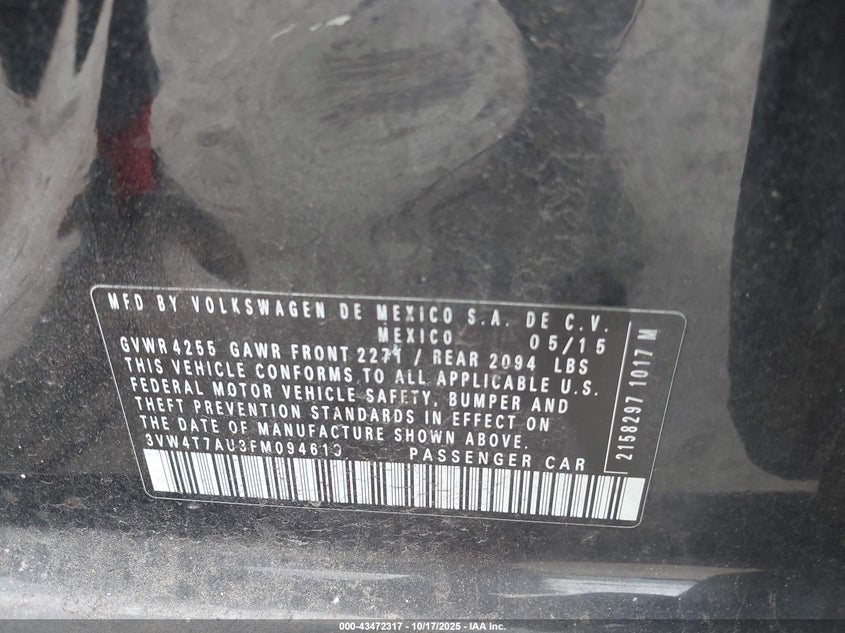 MFD BY VOLKSWAGEN DE MEXICO S.A. DE C.V.
MEXICO 05/15
GVWR 4255 GAWR FRONT 2271 / REAR 2094 LBS
THIS VEHICLE CONFORMS TO ALL APPLICABLE U.S.
FEDERAL MOTOR VEHICLE SAFETY, BUMPER AND
THEFT PREVENTION STANDARDS IN EFFECT ON
THE DATE OF MANUFACTURE SHOWN ABOVE.
3VW4T7AU3FM094610 PASSENGER CAR
2158297 1017 M
000-43472317 - 10/17/2025 - IAA Inc.